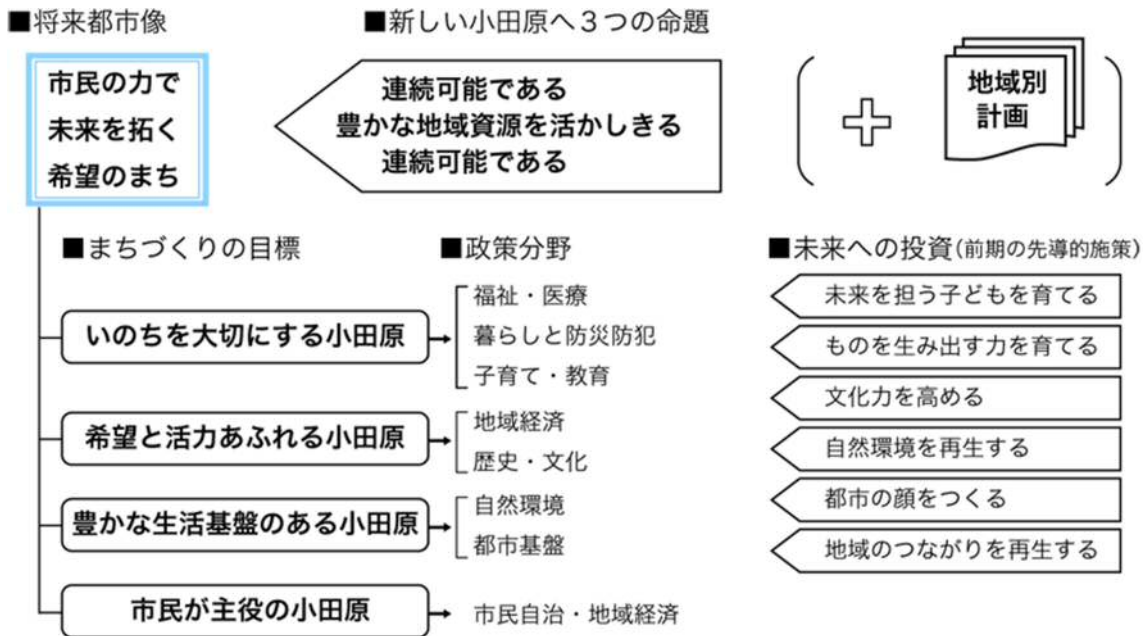 ■将来都市像
市民の力で
未来を拓く
希望のまち
■新しい小田原へ３つの命題
連続可能である
豊かな地域資源を活かしきる
連続可能である
地域別
計画
■まちづくりの目標
いのちを大切にする小田原
希望と活力あふれる小田原
豊かな生活基盤のある小田原
市民が主役の小田原
■政策分野
福祉・医療
暮らしと防災防犯
子育て・教育
地域経済
歴史・文化
自然環境
都市基盤
市民自治・地域経済
■未来への投資(前期の先導的施策)
未来を担う子どもを育てる
ものを生み出す力を育てる
文化力を高める
自然環境を再生する
都市の顔をつくる
地域のつながりを再生する